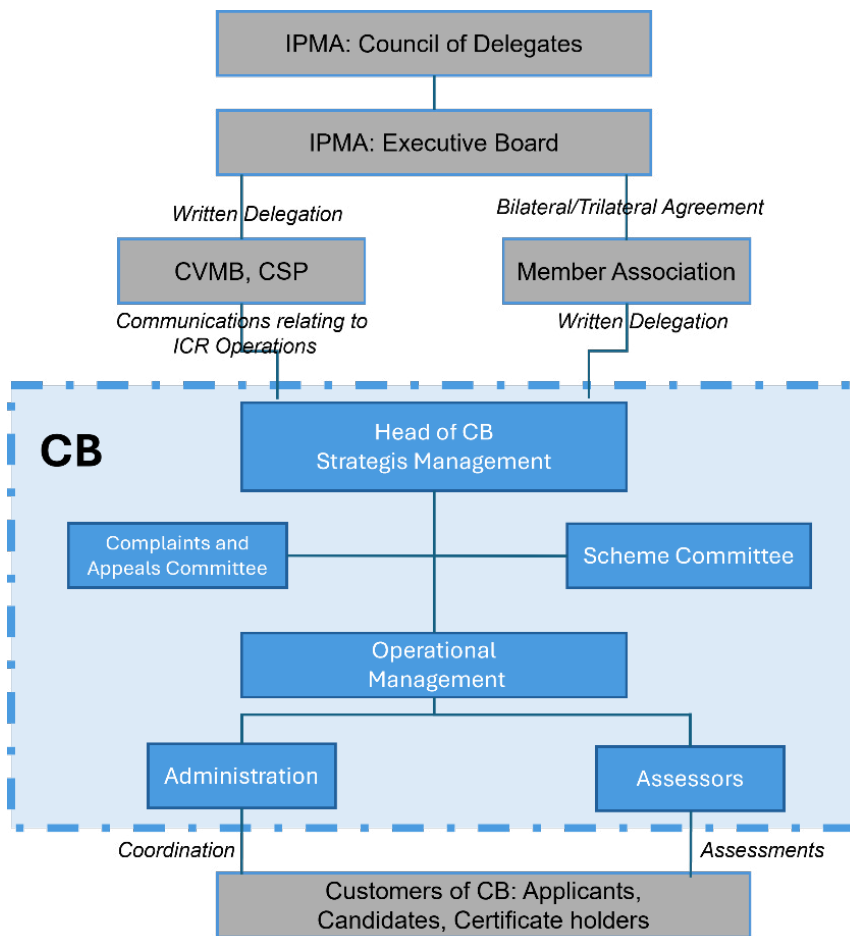 IPMA: Council of Delegates
IPMA: Executive Board
Written Delegation
Bilateral/Trilateral Agreement
CVMB, CSP
Member Association
Communications relating to
ICR Operations
Written Delegation
CB
Head of CB
Strategis Management
Complaints and
Appeals Committee
Scheme Committee
Operational
Management
Administration
Assessors
Coordination
Assessments
Customers of CB: Applicants,
Candidates, Certificate holders